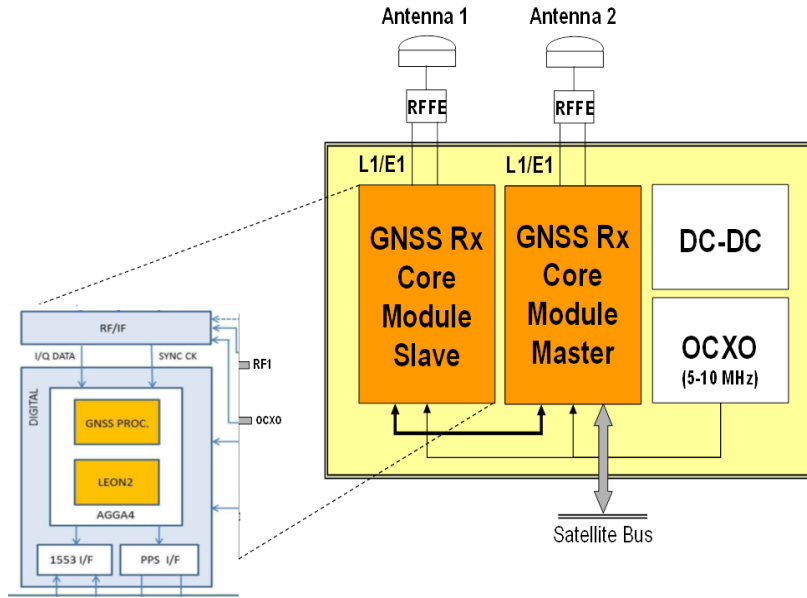 Antenna 1
Antenna 2
RFFE
RFFE
L1/E1
L1/E1
GNSS Rx
Core
Module
Slave
GNSS Rx
Core
Module
Master
DC-DC
OCXO
(5-10 MHz)
Satellite Bus
RF/IF
I/Q DATA
SYNC CK
RF1
OCXO
DIGITAL
GNSS PROC.
LEON2
AGGA4
1553 I/F
PPS I/F